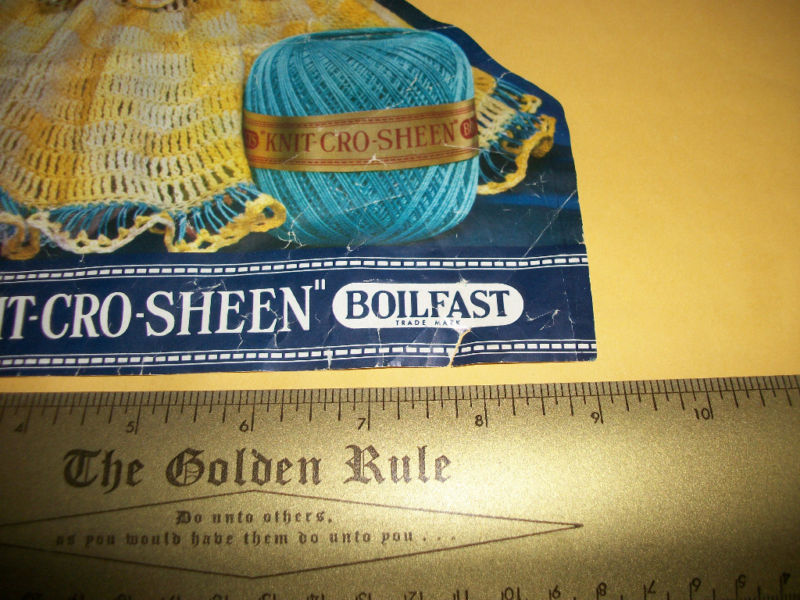 "KNIT-CRO-SHEEN"
IT-CRO-SHEEN" BOILFAST
TRADE MARK
4 5 6 7 8 9 10
The Golden Rule
Do unto others,
as you would have them do unto you . . .